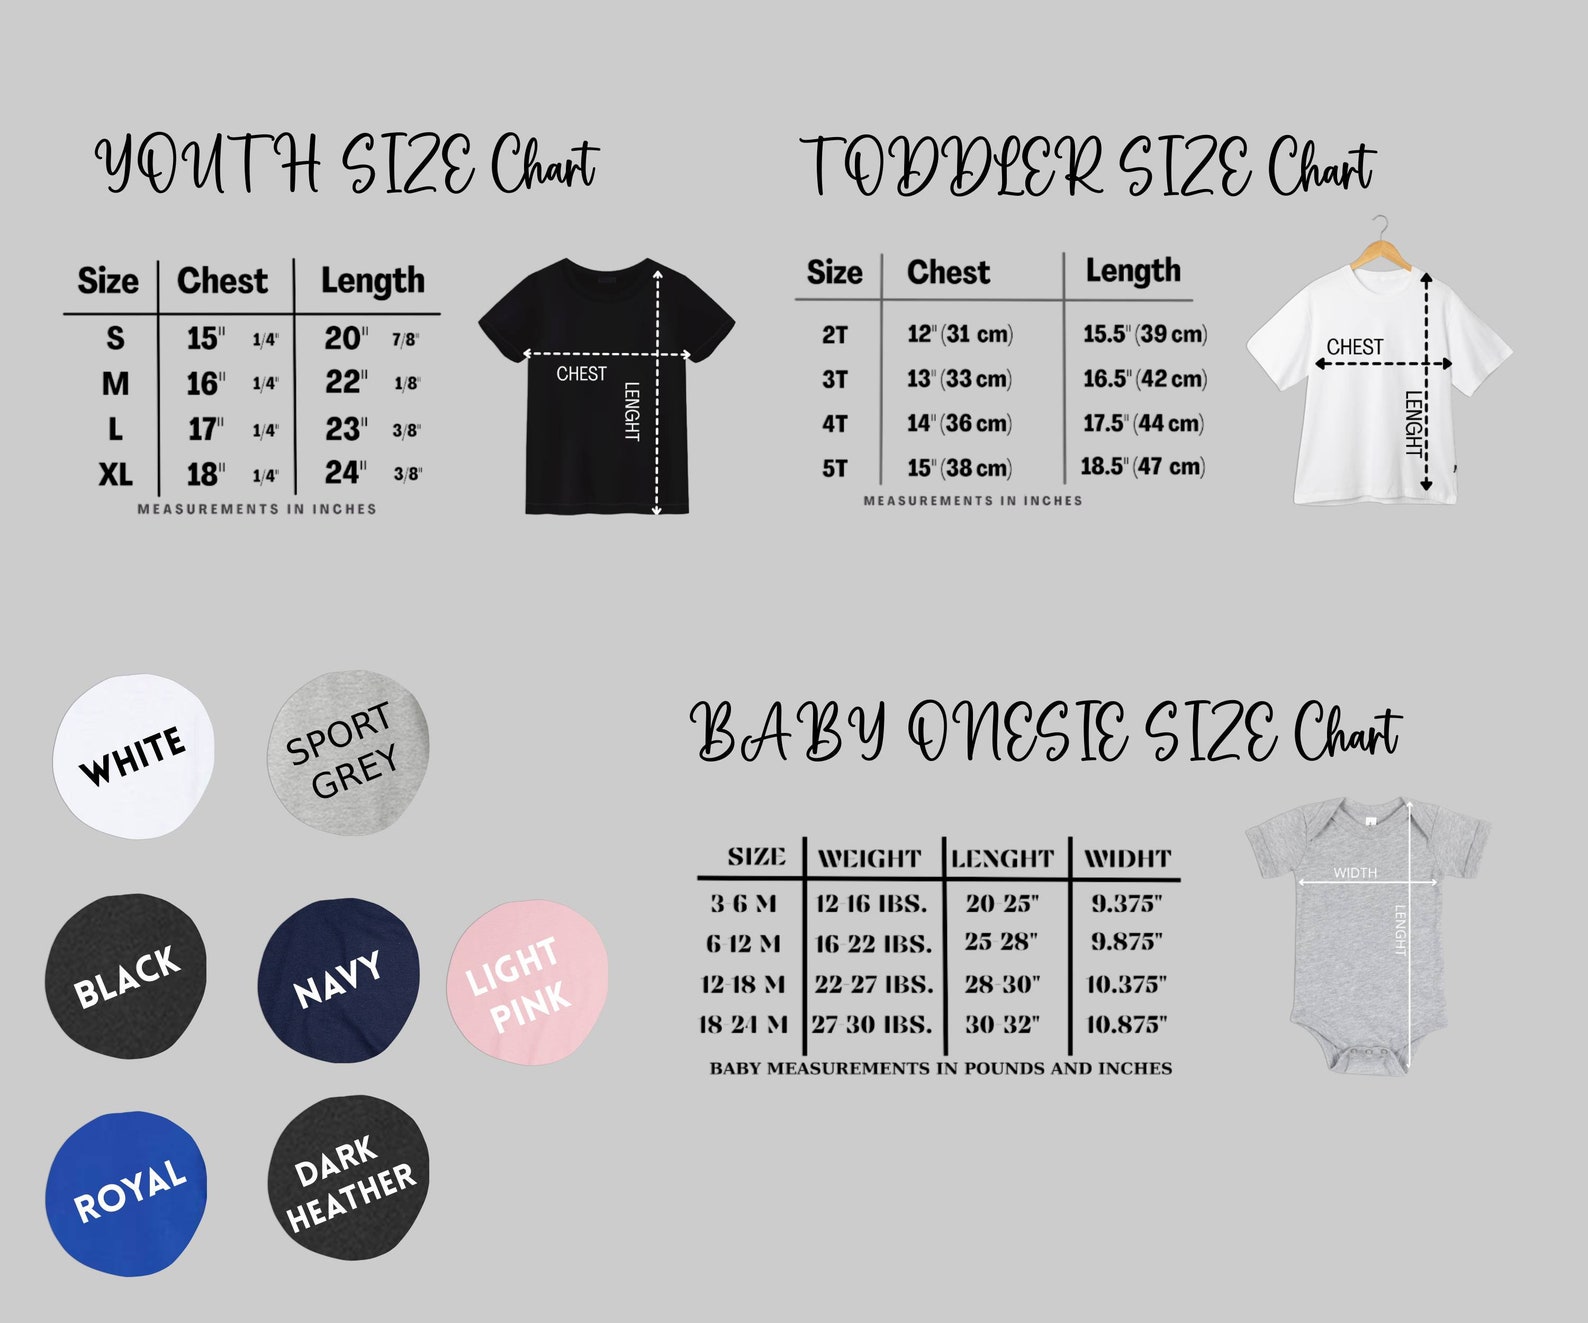 YOUTH SIZE Chart
Size Chest Length
S 15" 1/4" 20" 7/8"
M 16" 1/4" 22" 1/8"
L 17" 1/4" 23" 3/8"
XL 18" 1/4" 24" 3/8"
MEASUREMENTS IN INCHES
CHEST
LENGHT
TODDLER SIZE Chart
Size Chest Length
2T 12" (31 cm) 15.5" (39 cm)
3T 13" (33 cm) 16.5" (42 cm)
4T 14" (36 cm) 17.5" (44 cm)
5T 15" (38 cm) 18.5" (47 cm)
MEASUREMENTS IN INCHES
CHEST
LENGHT
WHITE
SPORT
GREY
BLACK
NAVY
LIGHT
PINK
ROYAL
DARK
HEATHER
BABY ONESIE SIZE Chart
SIZE WEIGHT LENGHT WIDHT
3-6 M 12-16 IBS. 20-25" 9.375"
6-12 M 16-22 IBS. 25-28" 9.875"
12-18 M 22-27 IBS. 28-30" 10.375"
18-24 M 27-30 IBS. 30-32" 10.875"
BABY MEASUREMENTS IN POUNDS AND INCHES
WIDTH
LENGHT